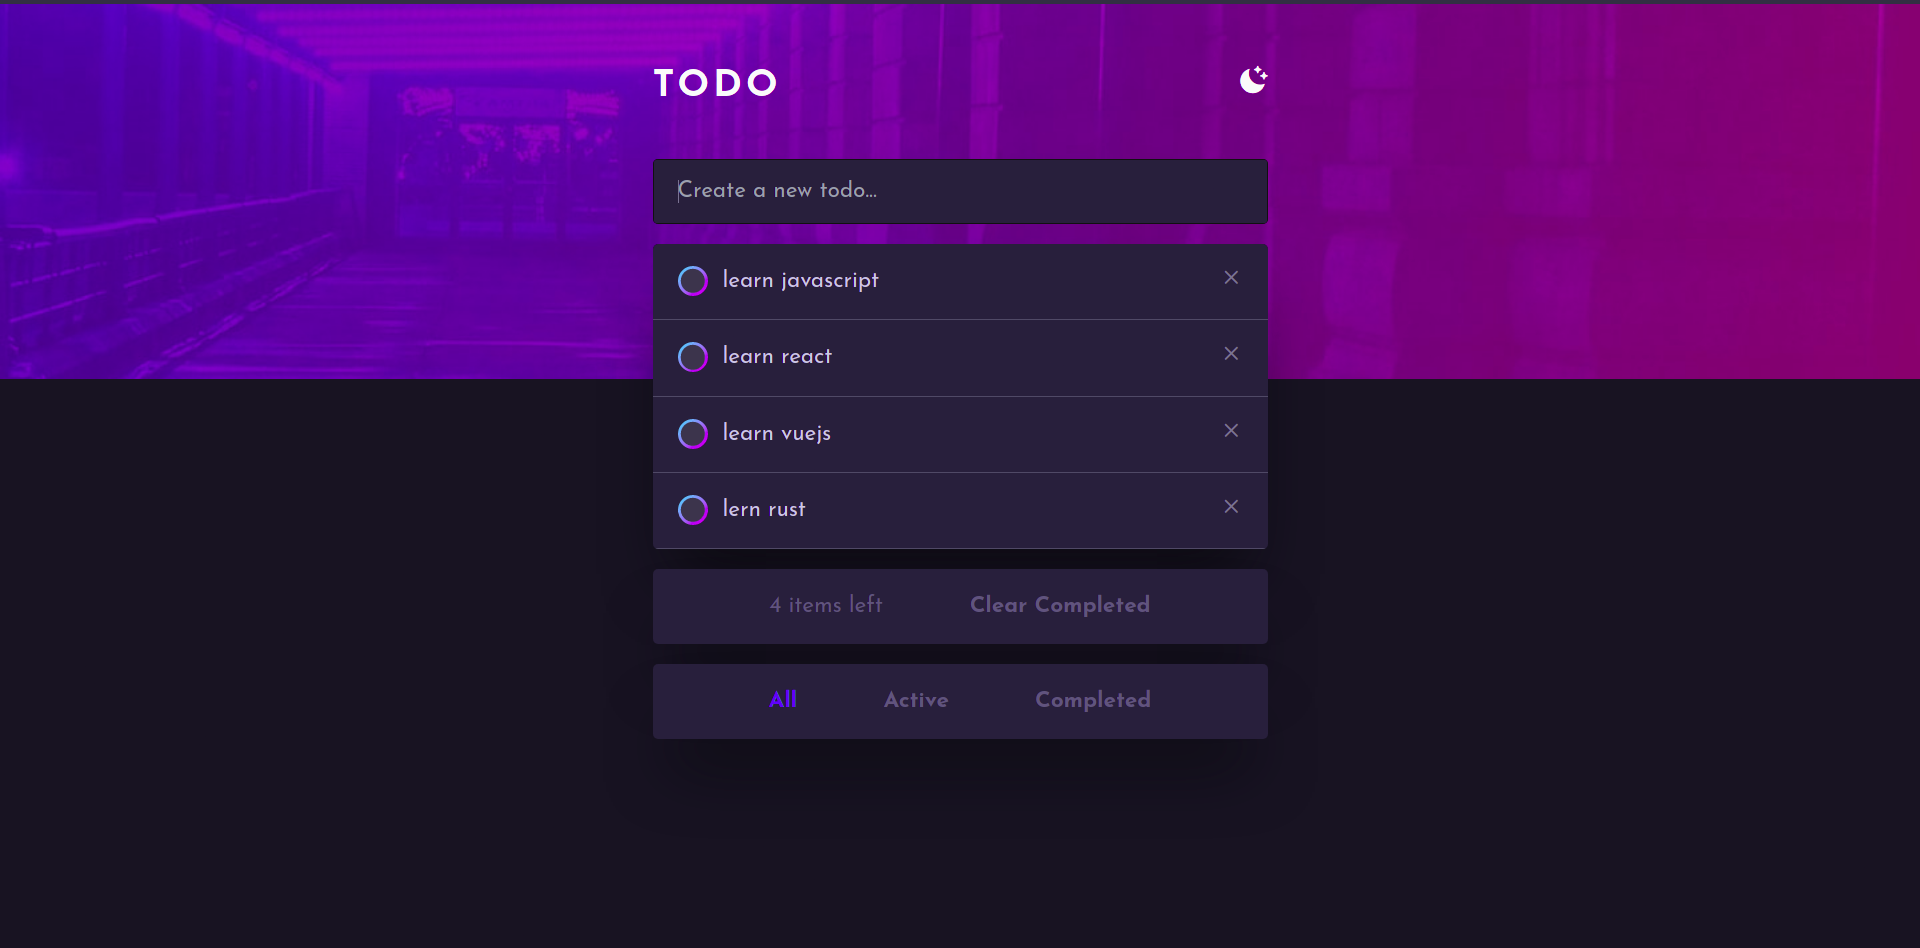 TODO
Create a new todo...
learn javascript
learn react
learn vuejs
lern rust
4 items left Clear Completed
All Active Completed